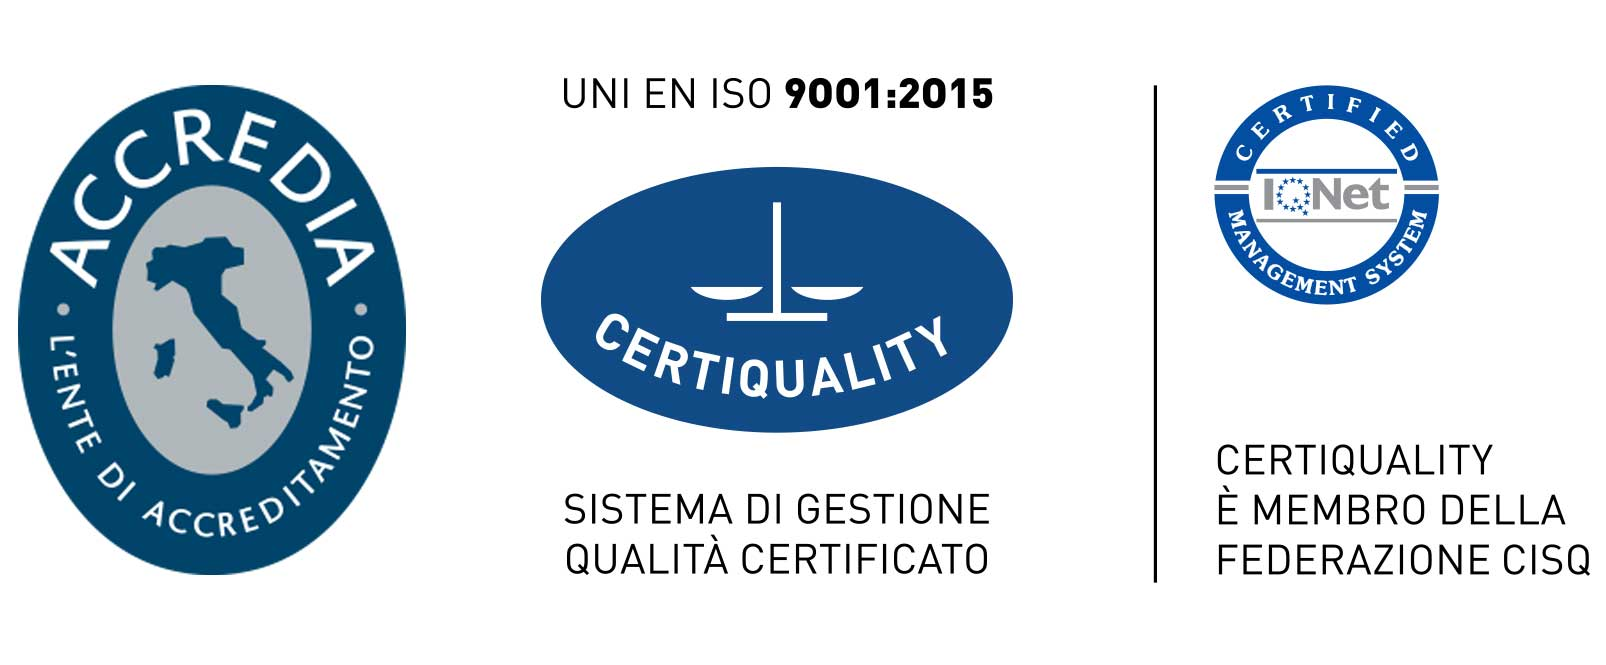 ACCREDIA
L'ENTE DI ACCREDITAMENTO
UNI EN ISO 9001:2015
CERTIQUALITY
SISTEMA DI GESTIONE
QUALITÀ CERTIFICATO
CERTIFIED
IQNet
MANAGEMENT SYSTEM
CERTIQUALITY
È MEMBRO DELLA
FEDERAZIONE CISQ